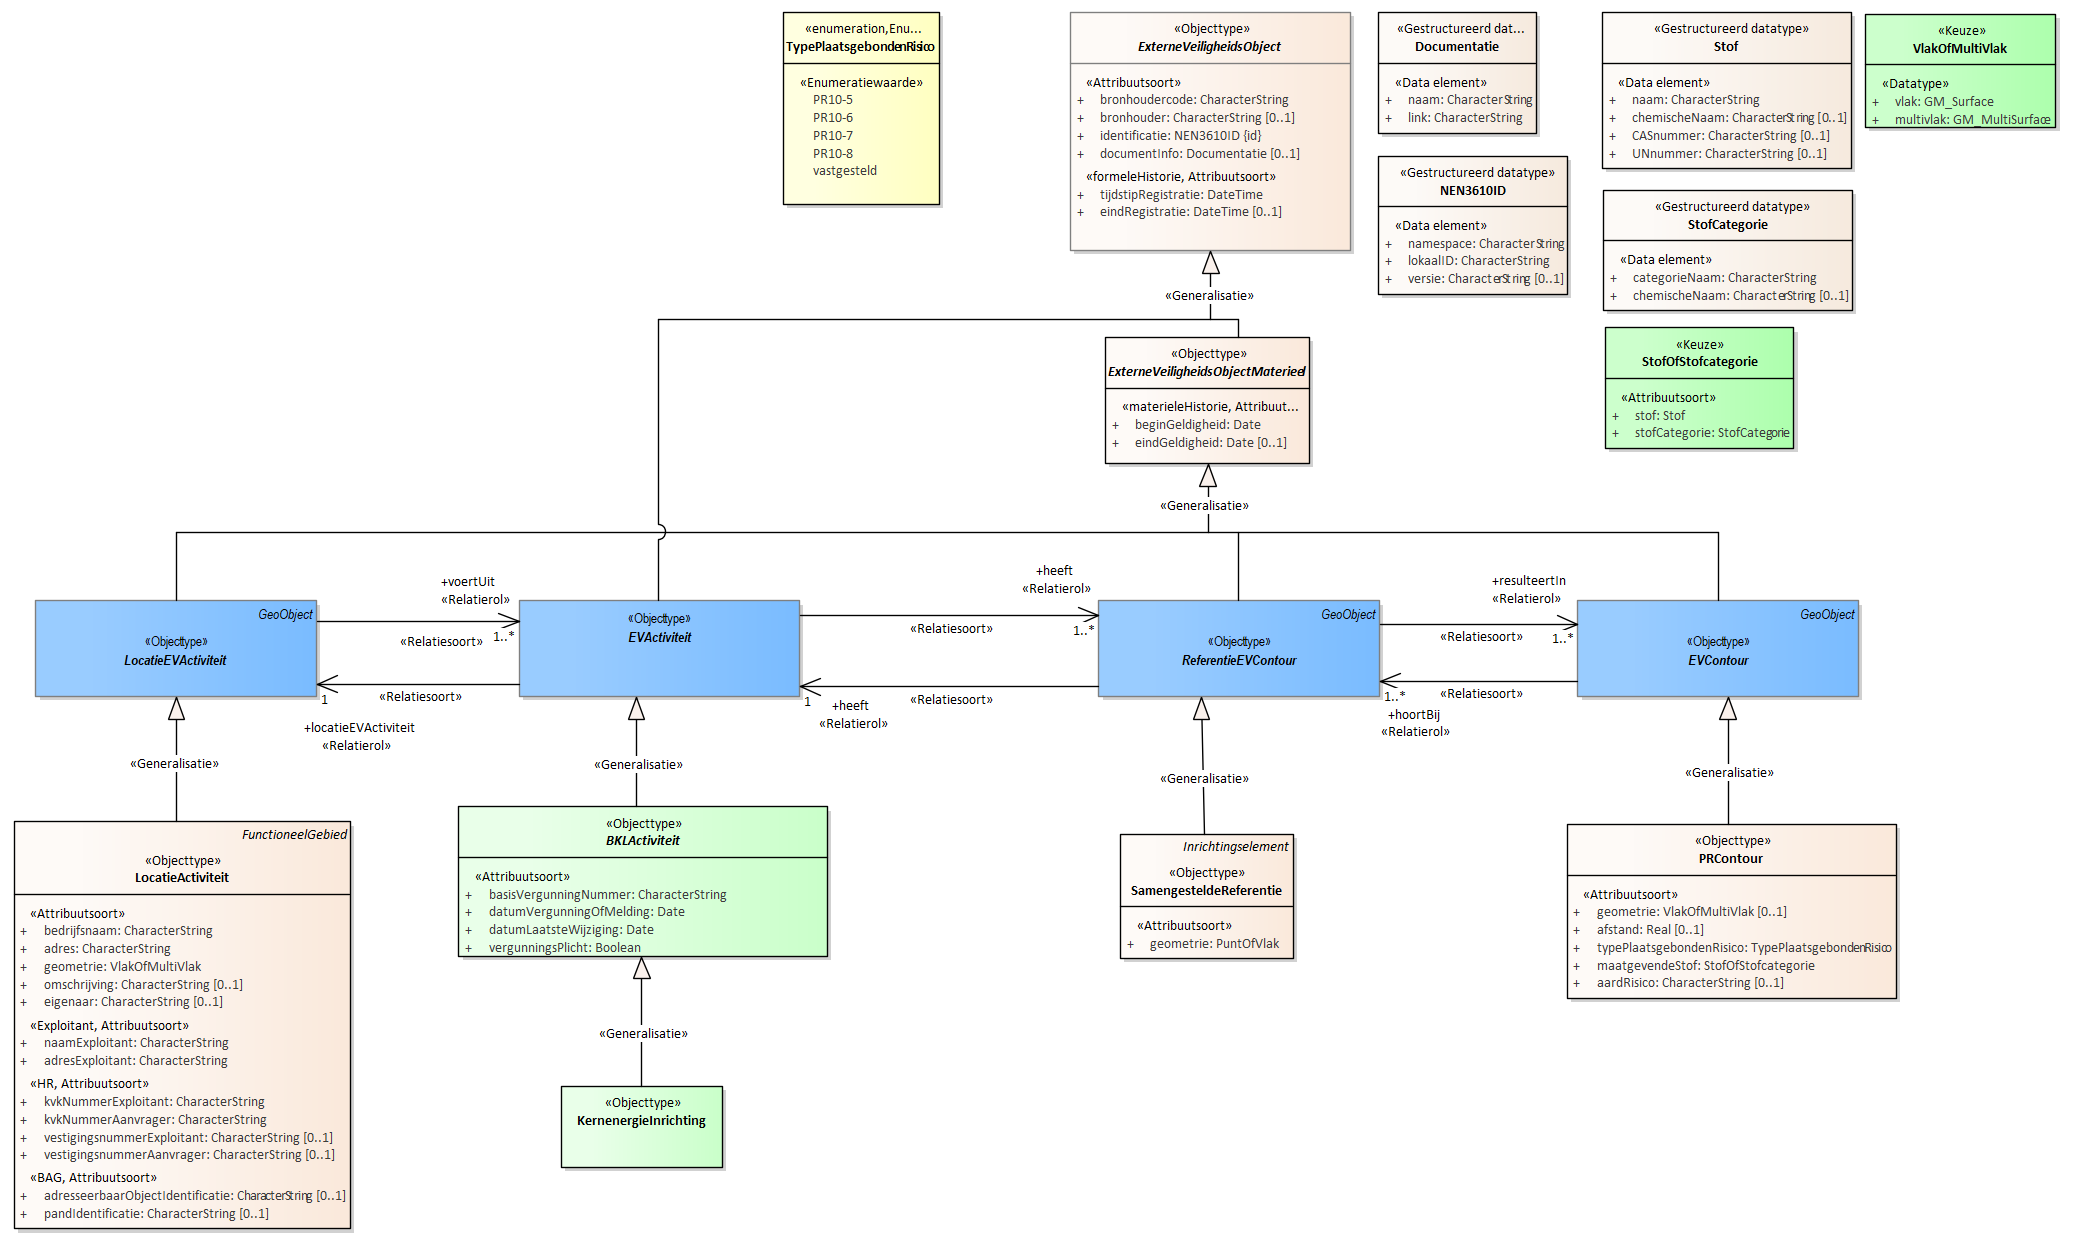 «enumeration,Enu...
TypePlaatsgebondenRisico
«Enumeratiewaarde»
PR10-5
PR10-6
PR10-7
PR10-8
vastgesteld
«Objecttype»
ExterneVeiligheidsObject
«Attribuutsoort»
+ bronhoudercode: CharacterString
+ bronhouder: CharacterString [0..1]
+ identificatie: NEN3610ID {id}
+ documentInfo: Documentatie [0..1]
«formeleHistorie, Attribuutsoort»
+ tijdstipRegistratie: DateTime
+ eindRegistratie: DateTime [0..1]
«Gestructureerd dat...
Documentatie
«Data element»
+ naam: CharacterString
+ link: CharacterString
«Gestructureerd datatype»
NEN3610ID
«Data element»
+ namespace: CharacterString
+ lokaalID: CharacterString
+ versie: CharacterString [0..1]
«Gestructureerd datatype»
Stof
«Data element»
+ naam: CharacterString
+ chemischeNaam: CharacterString [0..1]
+ CASnummer: CharacterString [0..1]
+ UNnummer: CharacterString [0..1]
«Keuze»
VlakOfMultiVlak
«Datatype»
+ vlak: GM_Surface
+ multivlak: GM_MultiSurface
«Gestructureerd datatype»
StofCategorie
«Data element»
+ categorieNaam: CharacterString
+ chemischeNaam: CharacterString [0..1]
«Keuze»
StofOfStofcategorie
«Attribuutsoort»
+ stof: Stof
+ stofCategorie: StofCategorie
«Generalisatie»
«Objecttype»
ExterneVeiligheidsObjectMaterieel
«materieleHistorie, Attribuut...
+ beginGeldigheid: Date
+ eindGeldigheid: Date [0..1]
«Generalisatie»
GeoObject
«Objecttype»
LocatieEVActiviteit
+voertUit
«Relatierol»
1..*
«Relatiesoort»
«Relatiesoort»
1
+locatieEVActiviteit
«Relatierol»
«Objecttype»
EVActiviteit
+heeft
«Relatierol»
1..*
«Relatiesoort»
«Relatiesoort»
1
+heeft
«Relatierol»
GeoObject
«Objecttype»
ReferentieEVContour
+resulteertIn
«Relatierol»
1..*
«Relatiesoort»
«Relatiesoort»
1..*
+hoortBij
«Relatierol»
GeoObject
«Objecttype»
EVContour
«Generalisatie»
«Generalisatie»
«Generalisatie»
«Generalisatie»
FunctioneelGebied
«Objecttype»
LocatieActiviteit
«Attribuutsoort»
+ bedrijfsnaam: CharacterString
+ adres: CharacterString
+ geometrie: VlakOfMultiVlak
+ omschrijving: CharacterString [0..1]
+ eigenaar: CharacterString [0..1]
«Exploitant, Attribuutsoort»
+ naamExploitant: CharacterString
+ adresExploitant: CharacterString
«HR, Attribuutsoort»
+ kvkNummerExploitant: CharacterString
+ kvkNummerAanvrager: CharacterString
+ vestigingsnummerExploitant: CharacterString [0..1]
+ vestigingsnummerAanvrager: CharacterString [0..1]
«BAG, Attribuutsoort»
+ adresseerbaarObjectIdentificatie: CharacterString [0..1]
+ pandIdentificatie: CharacterString [0..1]
«Objecttype»
BKLActiviteit
«Attribuutsoort»
+ basisVergunningNummer: CharacterString
+ datumVergunningOfMelding: Date
+ datumLaatsteWijziging: Date
+ vergunningsPlicht: Boolean
«Generalisatie»
«Objecttype»
KernenergieInrichting
Inrichtingselement
«Objecttype»
SamengesteldeReferentie
«Attribuutsoort»
+ geometrie: PuntOfVlak
«Objecttype»
PRContour
«Attribuutsoort»
+ geometrie: VlakOfMultiVlak [0..1]
+ afstand: Real [0..1]
+ typePlaatsgebondenRisico: TypePlaatsgebondenRisico
+ maatgevendeStof: StofOfStofcategorie
+ aardRisico: CharacterString [0..1]